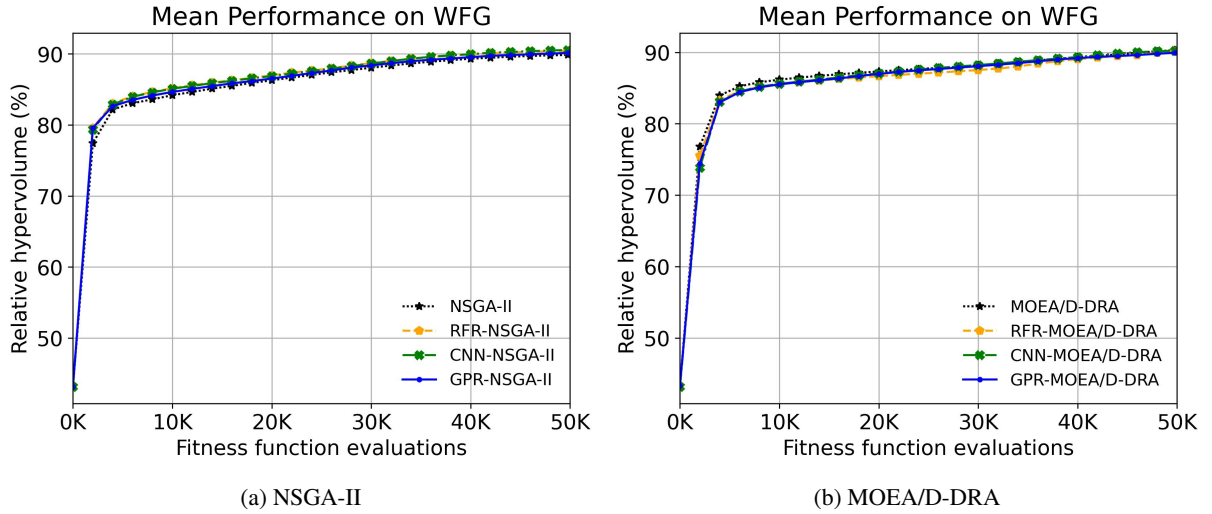 Mean Performance on WFG
Relative hypervolume (%)
90
80
70
60
50
NSGA-II
RFR-NSGA-II
CNN-NSGA-II
GPR-NSGA-II
0K 10K 20K 30K 40K 50K
Fitness function evaluations
(a) NSGA-II
Mean Performance on WFG
Relative hypervolume (%)
90
80
70
60
50
MOEA/D-DRA
RFR-MOEA/D-DRA
CNN-MOEA/D-DRA
GPR-MOEA/D-DRA
0K 10K 20K 30K 40K 50K
Fitness function evaluations
(b) MOEA/D-DRA